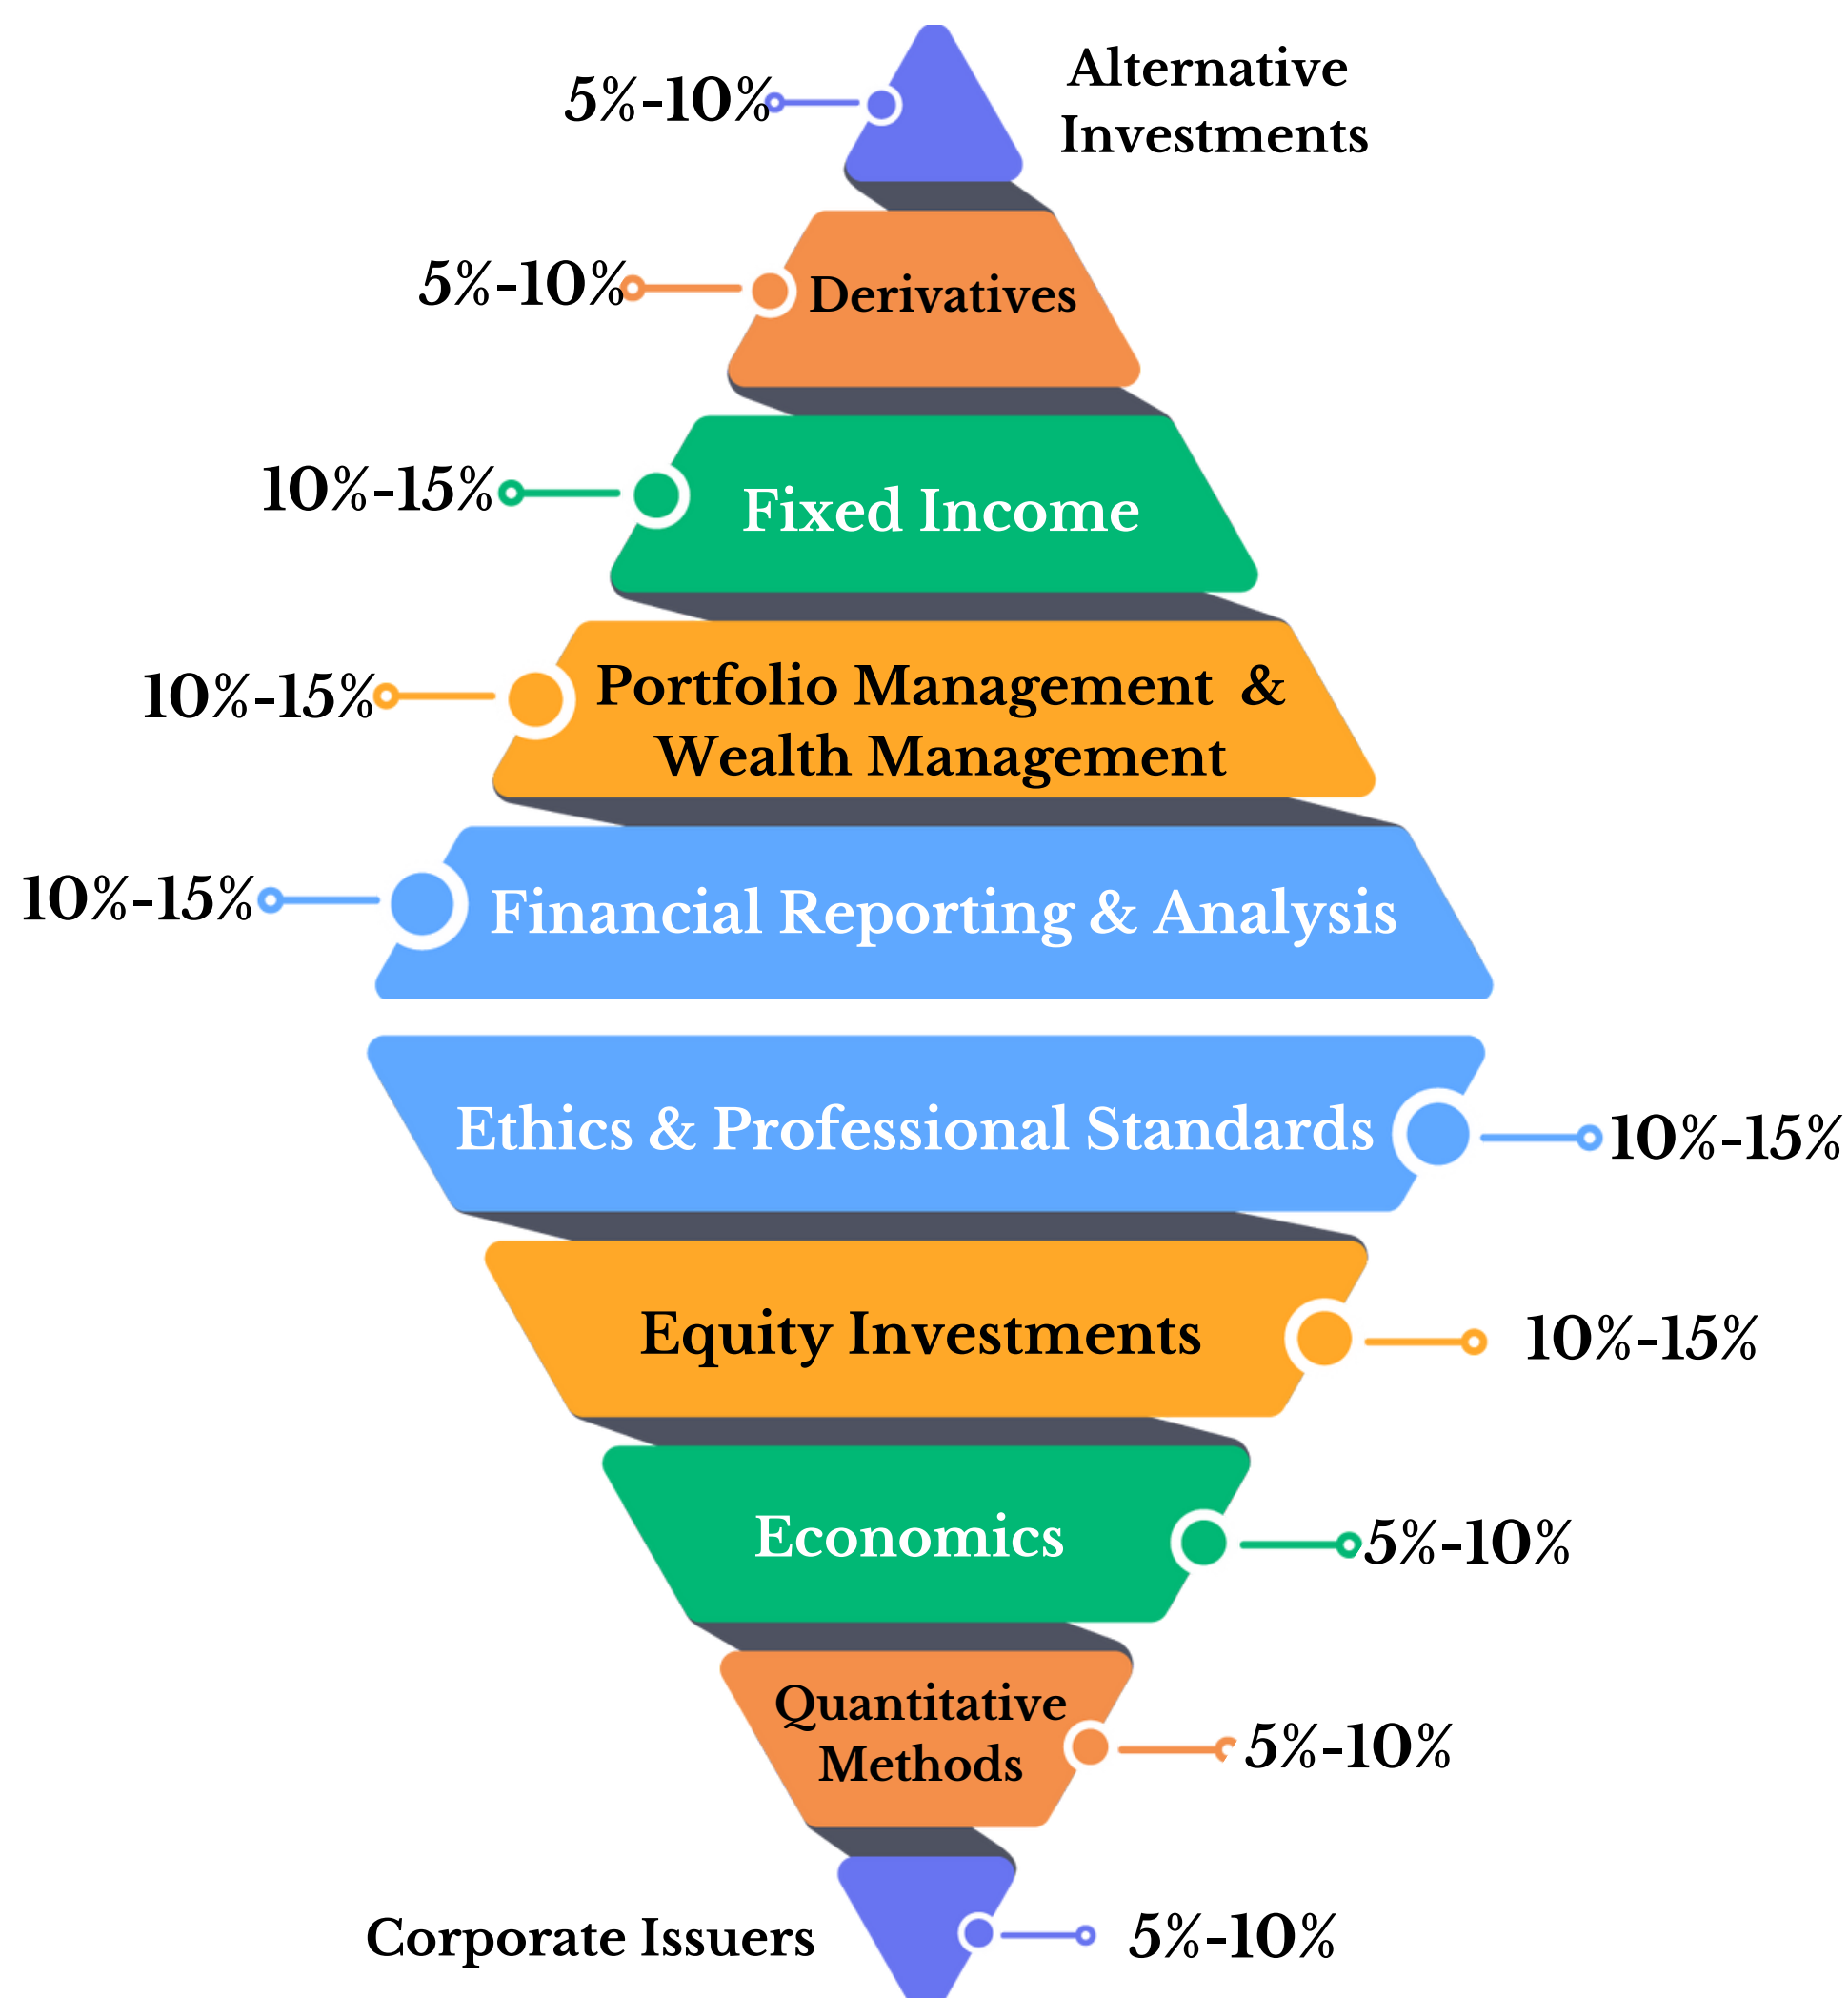 5%-10%
Alternative
Investments
5%-10%
Derivatives
10%-15%
Fixed Income
10%-15%
Portfolio Management &
Wealth Management
10%-15%
Financial Reporting & Analysis
Ethics & Professional Standards
10%-15%
Equity Investments
10%-15%
Economics
5%-10%
Quantitative
Methods
5%-10%
Corporate Issuers
5%-10%